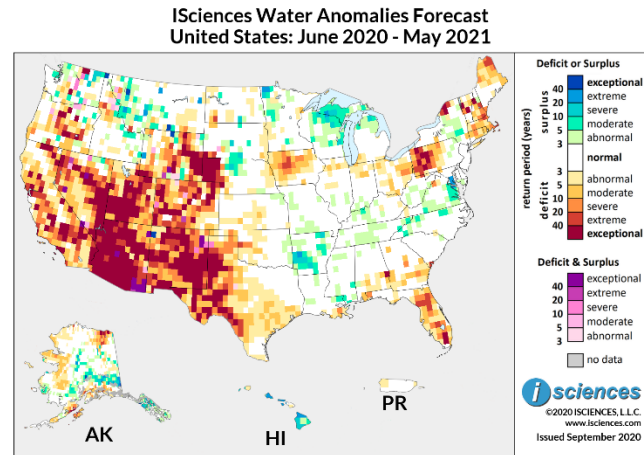 ISciences Water Anomalies Forecast
United States: June 2020 - May 2021
Deficit or Surplus
exceptional
40
extreme
20
severe
10
moderate
5
abnormal
3
normal
3
abnormal
5
moderate
10
severe
20
extreme
40
exceptional
return period (years)
surplus
deficit
Deficit & Surplus
exceptional
40
extreme
20
severe
10
moderate
5
abnormal
3
no data
AK
HI
PR
i sciences
©2020 ISCIENCES, L.L.C.
www.isciences.com
Issued September 2020